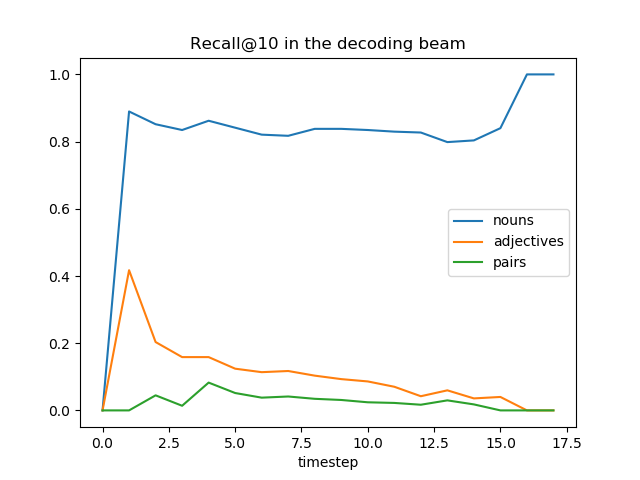 Recall@10 in the decoding beam
1.0
0.8
0.6
0.4
0.2
0.0
nouns
adjectives
pairs
0.0 2.5 5.0 7.5 10.0 12.5 15.0 17.5
timestep